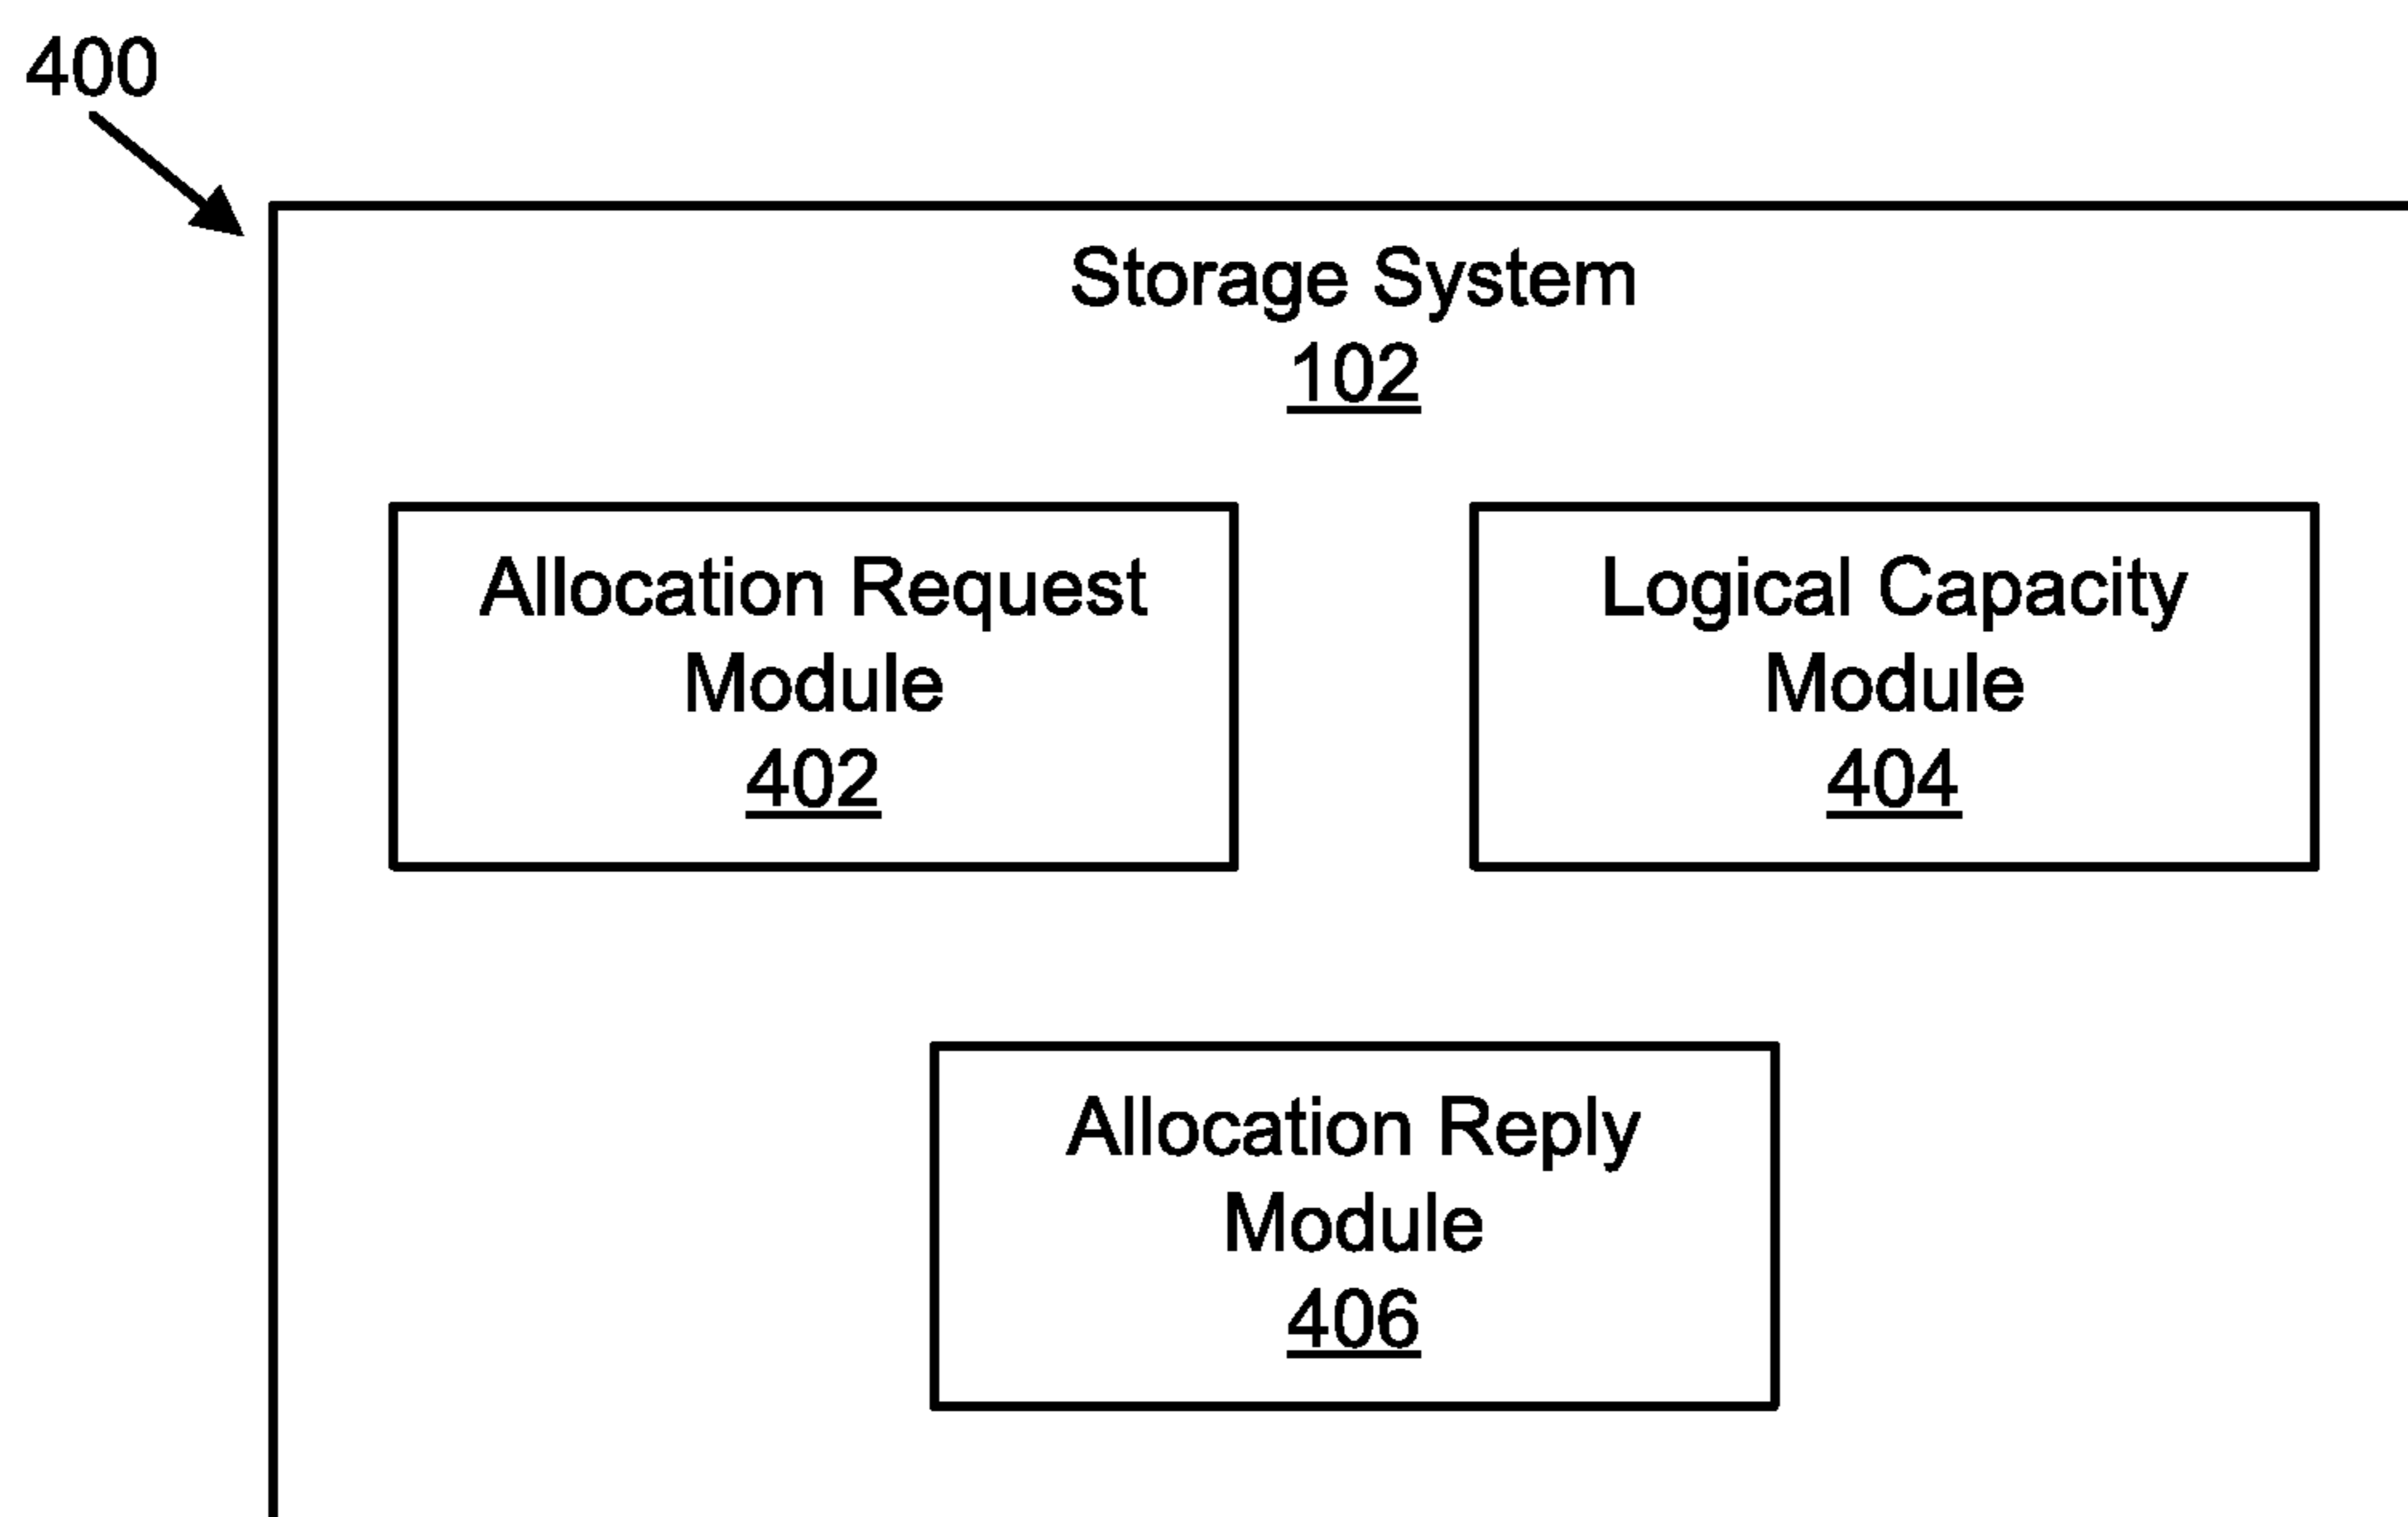 400
Storage System
102
Allocation Request
Module
402
Logical Capacity
Module
404
Allocation Reply
Module
406